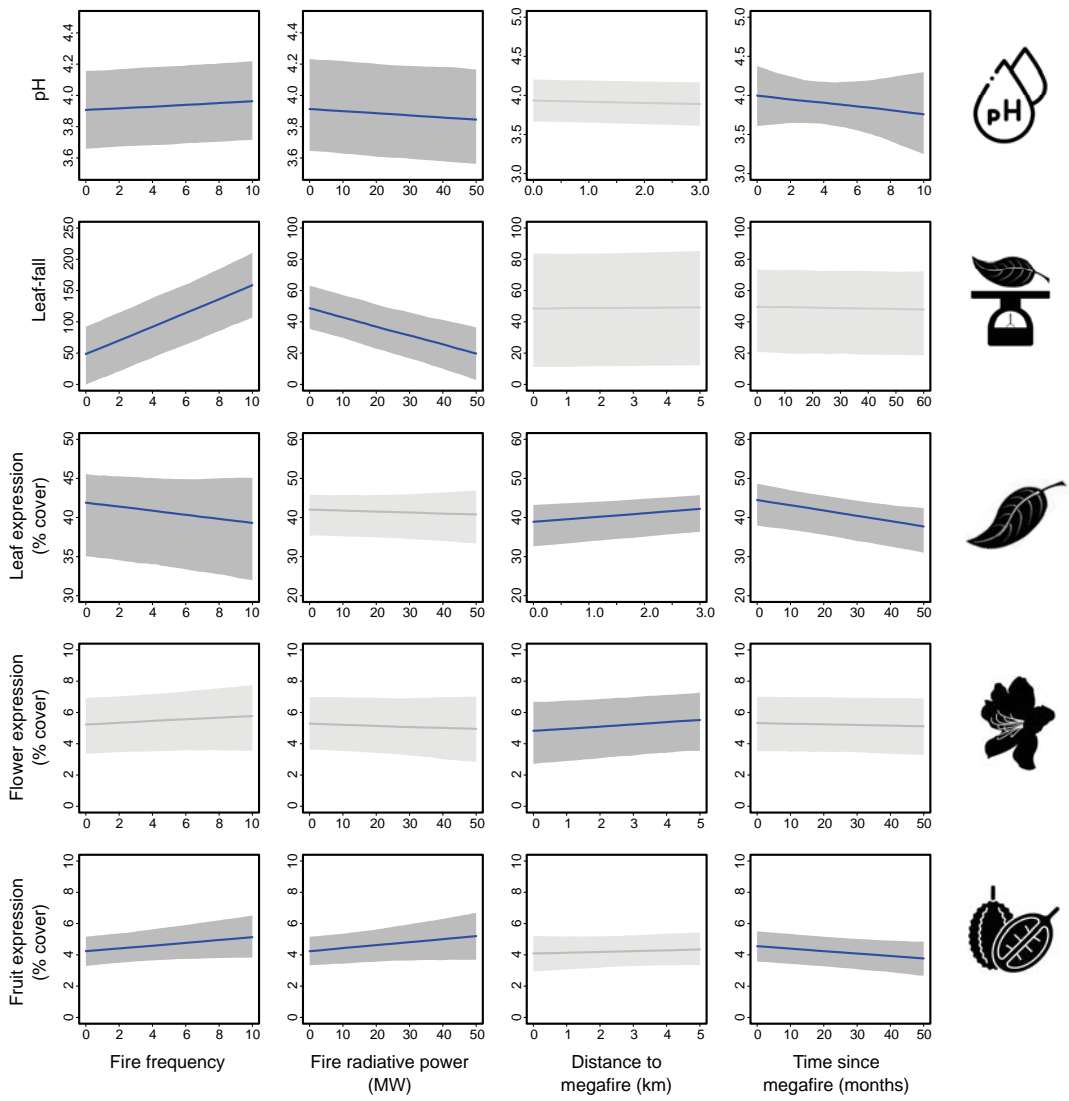 pH
3.6 3.8 4.0 4.2 4.4
0 2 4 6 8 10
3.6 3.8 4.0 4.2 4.4
0 10 20 30 40 50
3.0 3.5 4.0 4.5 5.0
0.0 1.0 2.0 3.0
3.0 3.5 4.0 4.5 5.0
0 2 4 6 8 10
pH
Leaf-fall
0 50 100 150 200 250
0 2 4 6 8 10
0 20 40 60 80 100
0 10 20 30 40 50
0 20 40 60 80 100
0 1 2 3 4 5
0 20 40 60 80 100
0 10 20 30 40 50 60
Leaf expression
(% cover)
30 35 40 45 50
0 2 4 6 8 10
20 30 40 50 60
0 10 20 30 40 50
20 30 40 50 60
0.0 1.0 2.0 3.0
20 30 40 50 60
0 10 20 30 40 50
Flower expression
(% cover)
0 2 4 6 8 10
0 2 4 6 8 10
0 2 4 6 8 10
0 10 20 30 40 50
0 2 4 6 8 10
0 1 2 3 4 5
0 2 4 6 8 10
0 10 20 30 40 50
Fruit expression
(% cover)
0 2 4 6 8 10
0 2 4 6 8 10
0 2 4 6 8 10
0 10 20 30 40 50
0 2 4 6 8 10
0 1 2 3 4 5
0 2 4 6 8 10
0 10 20 30 40 50
Fire frequency
Fire radiative power
(MW)
Distance to
megafire (km)
Time since
megafire (months)